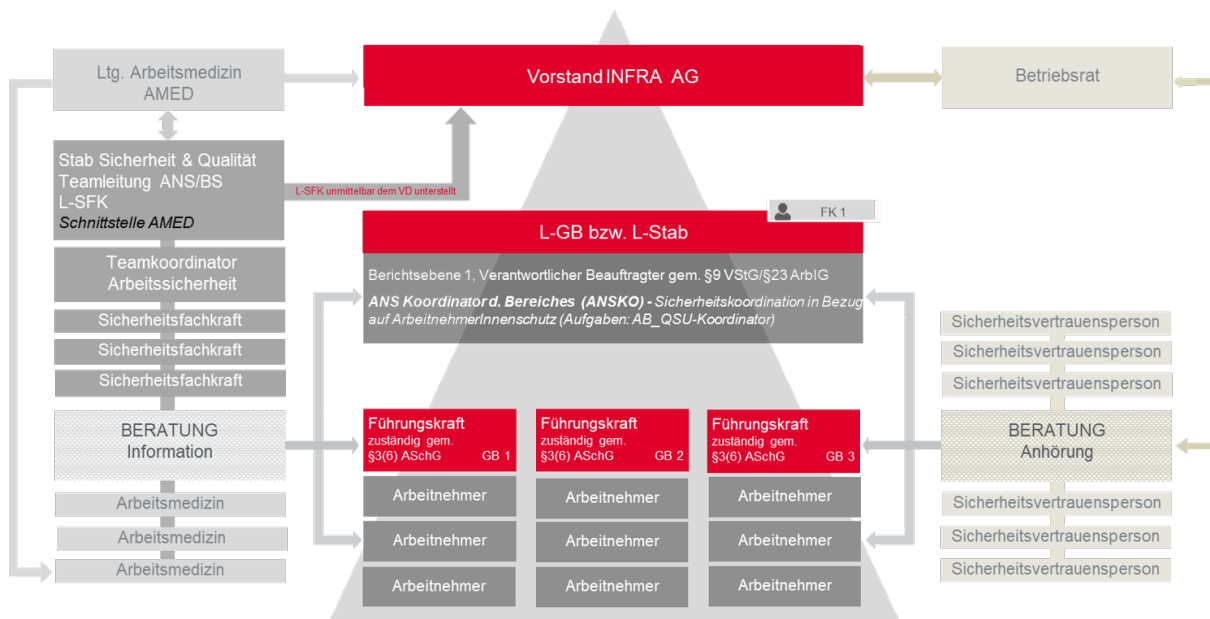 Ltg. Arbeitsmedizin
AMED
Vorstand INFRA AG
Betriebsrat
Stab Sicherheit & Qualität
Teamleitung ANS/BS
L-SFK
Schnittstelle AMED
L-SFK unmittelbar dem VD unterstellt
FK 1
L-GB bzw. L-Stab
Teamkoordinator
Arbeitssicherheit
Berichtsebene 1, Verantwortlicher Beauftragter gem. §9 VStG/§23 ArbIG
ANS Koordinator d. Bereiches (ANSKO) - Sicherheitskoordination in Bezug
auf ArbeitnehmerInnenschutz (Aufgaben: AB_QSU-Koordinator)
Sicherheitsfachkraft
Sicherheitsfachkraft
Sicherheitsfachkraft
Sicherheitsvertrauensperson
Sicherheitsvertrauensperson
Sicherheitsvertrauensperson
BERATUNG
Information
Führungskraft
zuständig gem.
§3(6) ASchG GB 1
Führungskraft
zuständig gem.
§3(6) ASchG GB 2
Führungskraft
zuständig gem.
§3(6) ASchG GB 3
BERATUNG
Anhörung
Arbeitnehmer
Arbeitnehmer
Arbeitnehmer
Arbeitnehmer
Arbeitnehmer
Arbeitnehmer
Arbeitnehmer
Arbeitnehmer
Arbeitnehmer
Arbeitsmedizin
Arbeitsmedizin
Arbeitsmedizin
Sicherheitsvertrauensperson
Sicherheitsvertrauensperson
Sicherheitsvertrauensperson